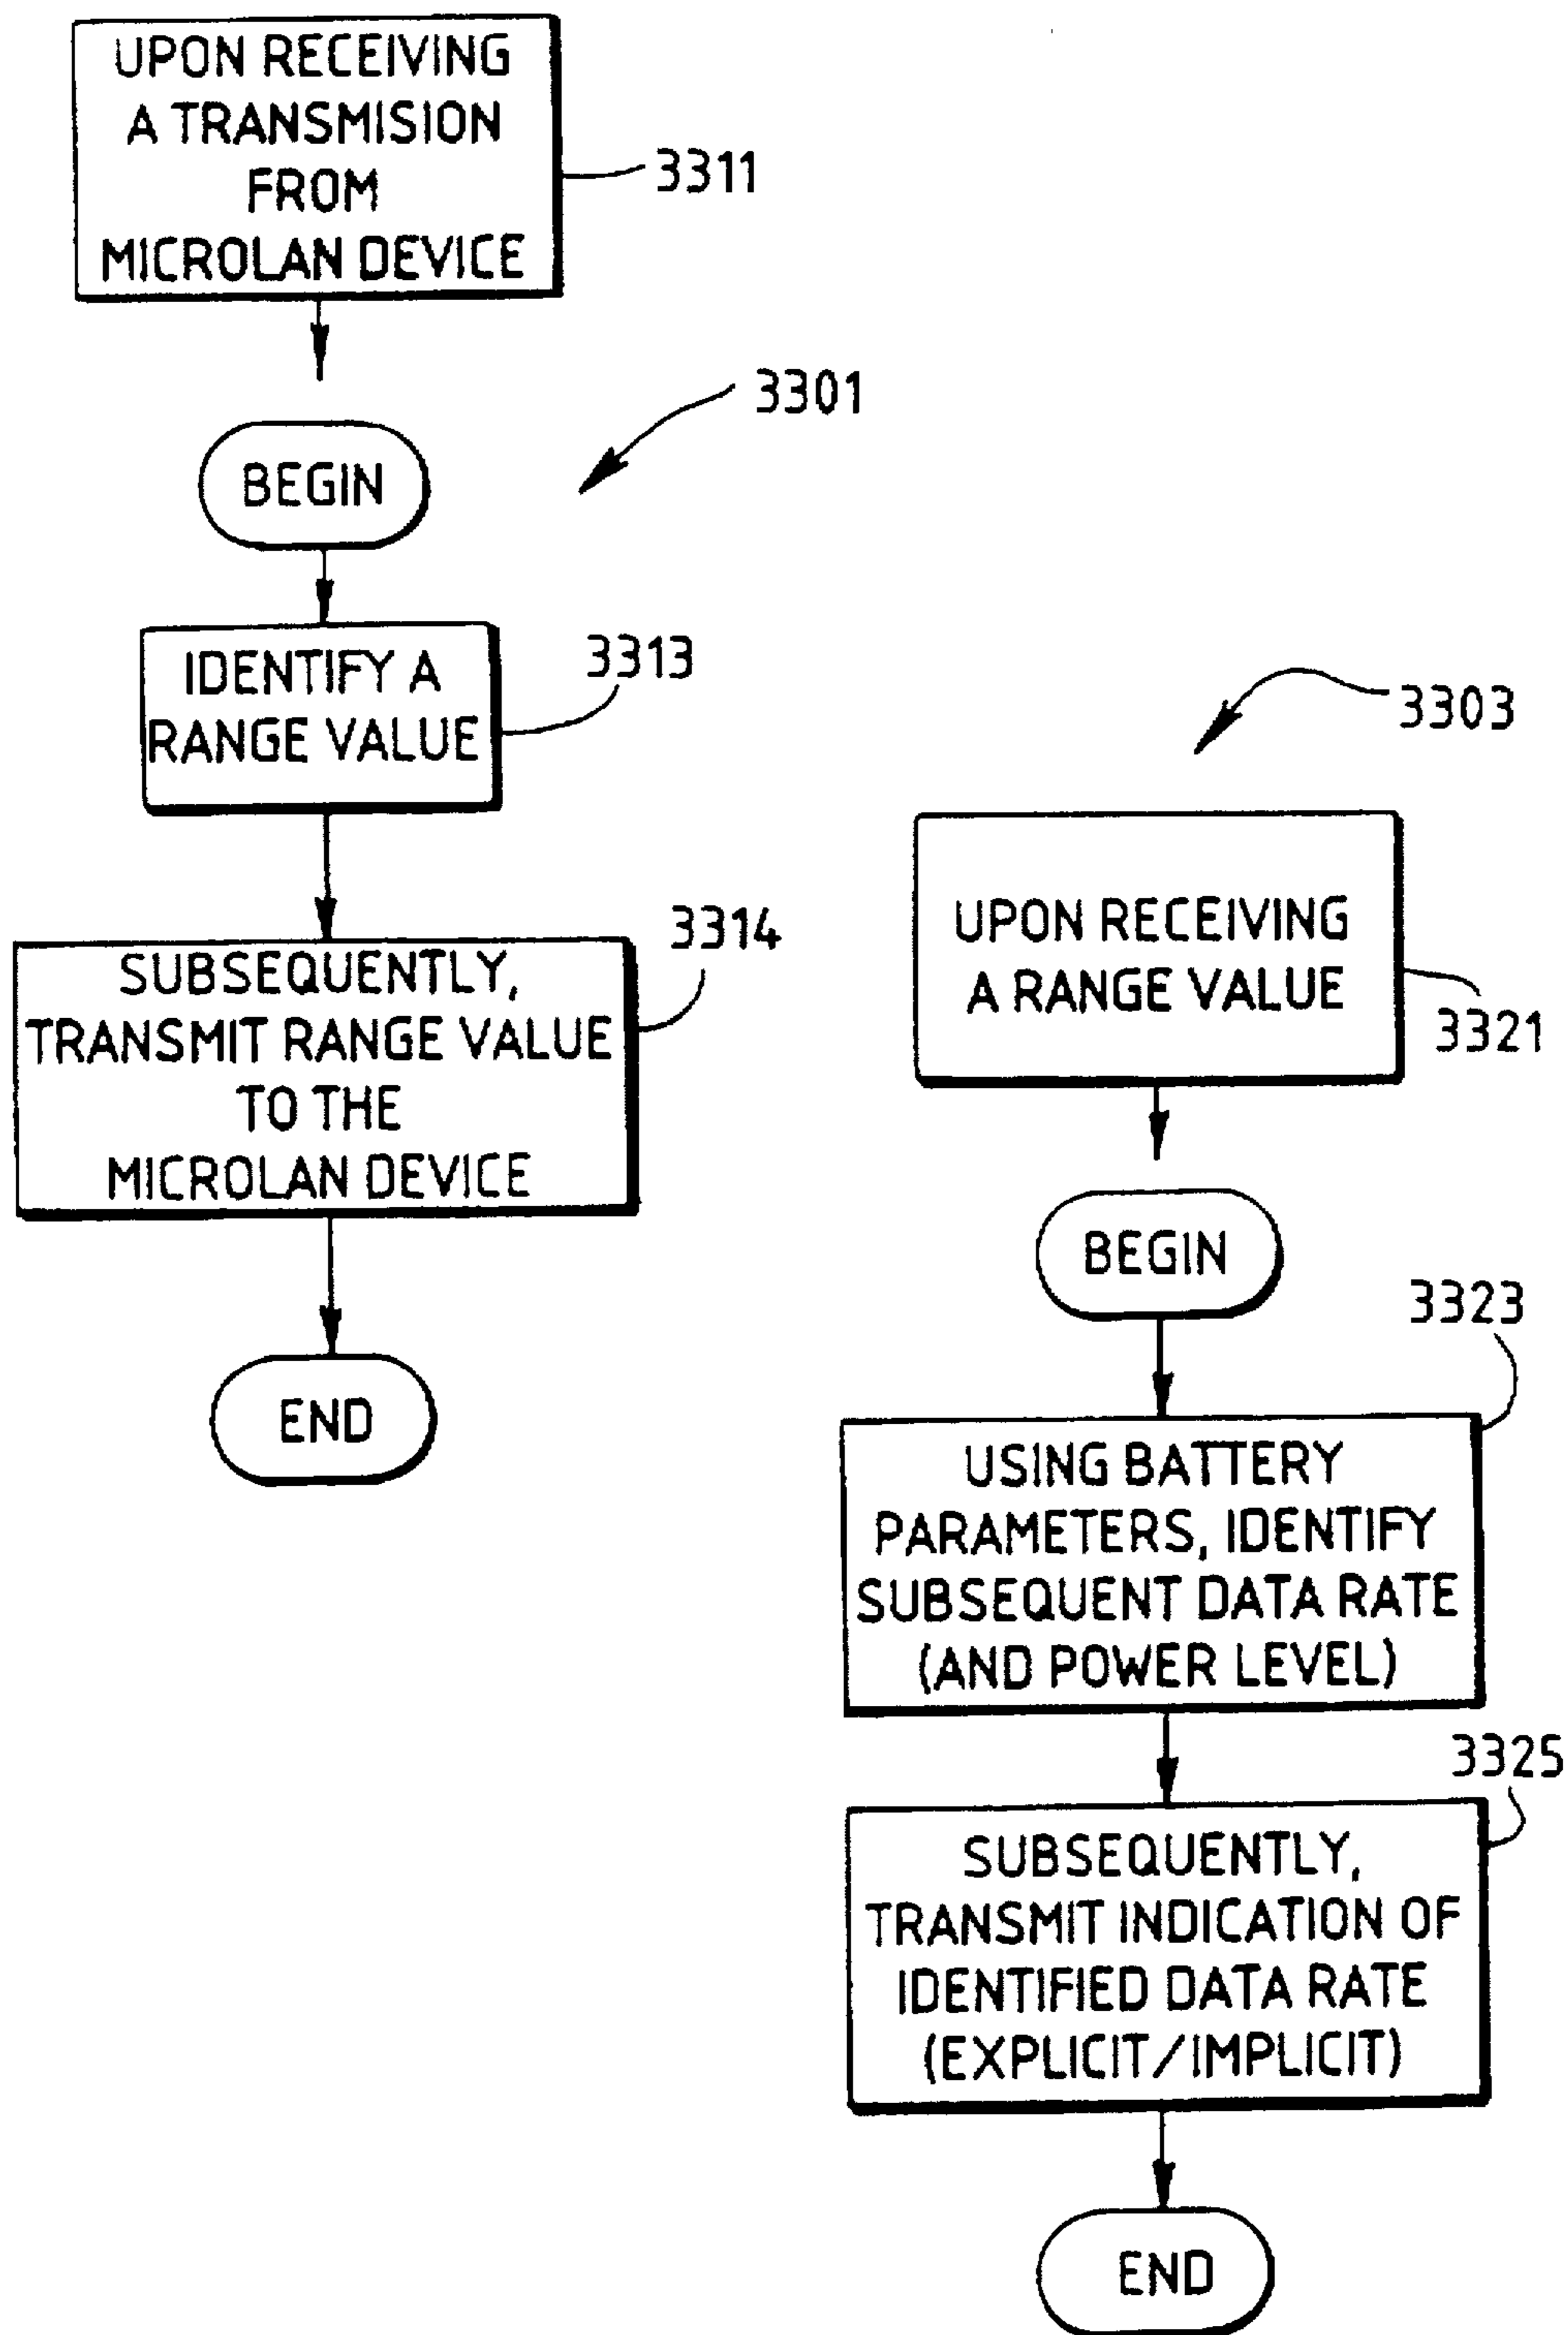 UPON RECEIVING
A TRANSMISION
FROM
MICROLAN DEVICE
3311
3301
BEGIN
IDENTIFY A
RANGE VALUE
3313
SUBSEQUENTLY,
TRANSMIT RANGE VALUE
TO THE
MICROLAN DEVICE
3314
END
3303
UPON RECEIVING
A RANGE VALUE
3321
BEGIN
3323
USING BATTERY
PARAMETERS, IDENTIFY
SUBSEQUENT DATA RATE
(AND POWER LEVEL)
3325
SUBSEQUENTLY,
TRANSMIT INDICATION OF
IDENTIFIED DATA RATE
(EXPLICIT/IMPLICIT)
END